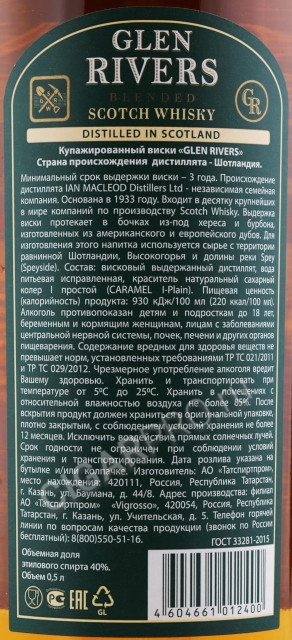 GLEN
RIVERS
BLENDED
SCOTCH WHISKY
GR
DISTILLED IN SCOTLAND
Купажированный виски «GLEN RIVERS»
Страна происхождения дистиллята - Шотландия.
Минимальный срок выдержки виски – 3 года. Происхождение
дистиллята IAN MACLEOD Distillers Ltd - независимая семейная
компания. Основана в 1933 году. Входит в десятку крупнейших
в мире компаний по производству Scotch Whisky. Выдержка
виски протекает в бочках из-под хереса и бурбона,
изготовленных из американского и европейского дубов. Для
изготовления этого напитка используется сырье с территории
равнинной Шотландии, Высокогорья и долины реки Spey
(Speyside). Состав: висковый выдержанный дистиллят, вода
питьевая исправленная, краситель натуральный сахарный
колер I простой (CARAMEL I-Plain). Пищевая ценность
(калорийность) продукта: 930 кДж/100 мл (220 ккал/100 мл).
Алкоголь противопоказан детям и подросткам до 18 лет,
беременным и кормящим женщинам, лицам с заболеваниями
центральной нервной системы, почек, печени и других органов
пищеварения. Содержание вредных для здоровья веществ не
превышает норм, установленных требованиями ТР ТС 021/2011
и ТР ТС 029/2012. Чрезмерное употребление алкоголя вредит
Вашему здоровью. Хранить и транспортировать при
температуре от 5ºС до 25ºС. Хранить в помещениях с
относительной влажностью воздуха не более 85%. После
вскрытия продукт должен храниться в оригинальной упаковке,
плотно закрытым, с соблюдением условий хранения не более
12 месяцев. Исключить воздействие прямых солнечных лучей.
Срок годности не ограничен при соблюдении условий
хранения и транспортирования. Дата розлива указана на
бутылке и/или колпачке. Изготовитель: АО «Татспиртпром»,
место нахождения: 420111, Россия, Республика Татарстан,
г. Казань, ул. Баумана, д. 44/8. Адрес производства: филиал
АО «Татспиртпром» «Vigrosso», 420054, Россия, Республика
Татарстан, г. Казань, ул. Учительская, д. 5. Телефон горячей
линии по вопросам качества продукции (звонок по России
бесплатный): 8(800)550-51-16. ГОСТ 33281-2015
Объемная доля
этилового спирта 40%.
Объем 0,5 л
GL
4 604661 012400